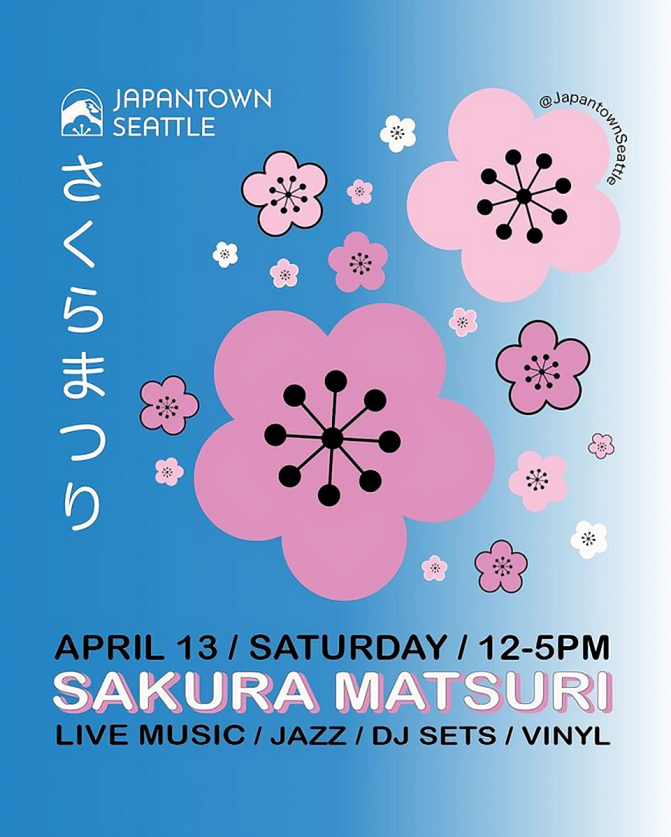 JAPANTOWN
SEATTLE
@JapantownSeattle
さくらまつり
APRIL 13 / SATURDAY / 12-5PM
SAKURA MATSURI
LIVE MUSIC / JAZZ / DJ SETS / VINYL